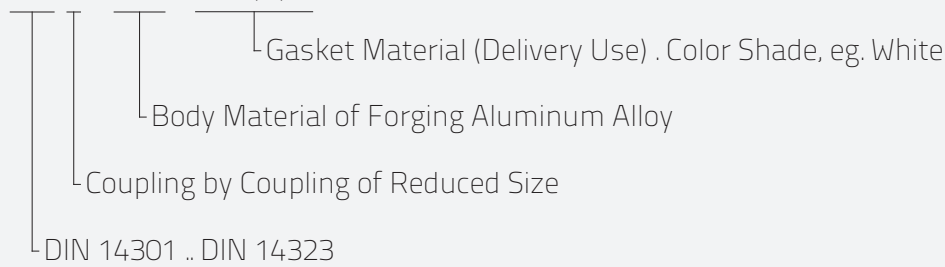 Gasket Material (Delivery Use) . Color Shade, eg. White
Body Material of Forging Aluminum Alloy
Coupling by Coupling of Reduced Size
DIN 14301 .. DIN 14323